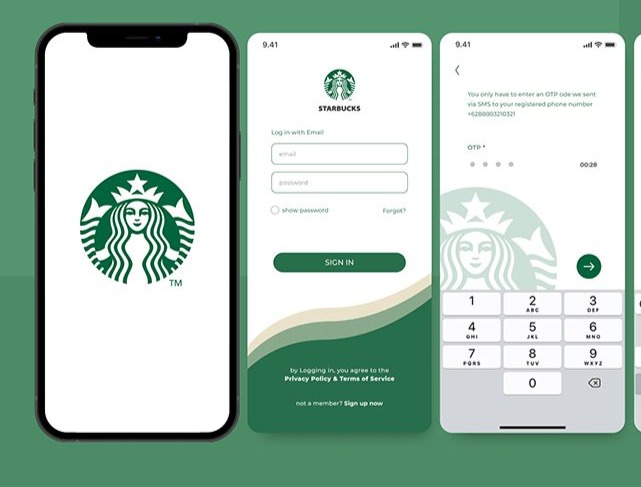 TM
9.41
STARBUCKS
Log in with Email
email
password
show password
Forgot?
SIGN IN
by Logging in, you agree to the
Privacy Policy & Terms of Service
not a member? Sign up now
9.41
You only have to enter an OTP ode we sent
via SMS to your registered phone number
+6288803210321
OTP *
00:28
1
2
ABC
3
DEF
4
GHI
5
JKL
6
MNO
7
PQRS
8
TUV
9
WXYZ
0